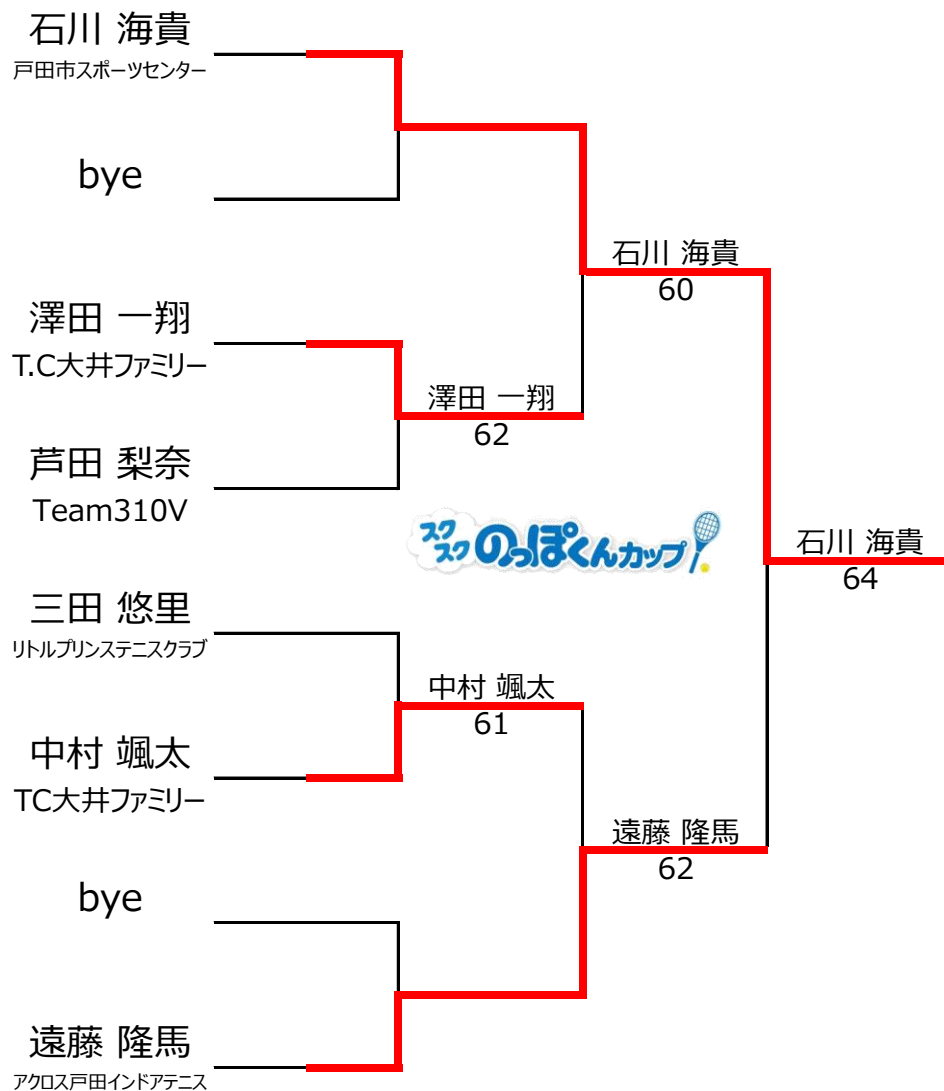 石川 海貴
戸田市スポーツセンター
bye
石川 海貴
60
澤田 一翔
T.C大井ファミリー
澤田 一翔
62
芦田 梨奈
Team310V
スクスクのっぽくんカップ
石川 海貴
64
三田 悠里
リトルプリンステニスクラブ
中村 颯太
61
中村 颯太
TC大井ファミリー
遠藤 隆馬
62
bye
遠藤 隆馬
アクロス戸田インドアテニス